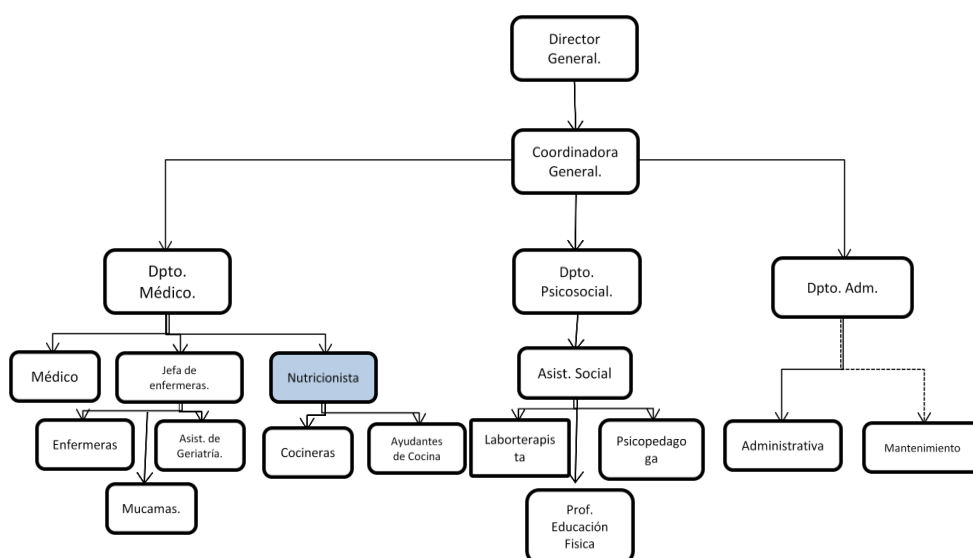 Director
General.
Coordinadora
General.
Dpto.
Médico.
Dpto.
Psicosocial.
Dpto. Adm.
Médico
Jefa de
enfermeras.
Nutricionista
Asist. Social
Enfermeras
Asist. de
Geriatría.
Cocineras
Ayudantes
de Cocina
Laborterapis
ta
Psicopedago
ga
Administrativa
Mantenimiento
Mucamas.
Prof.
Educación
Fisica